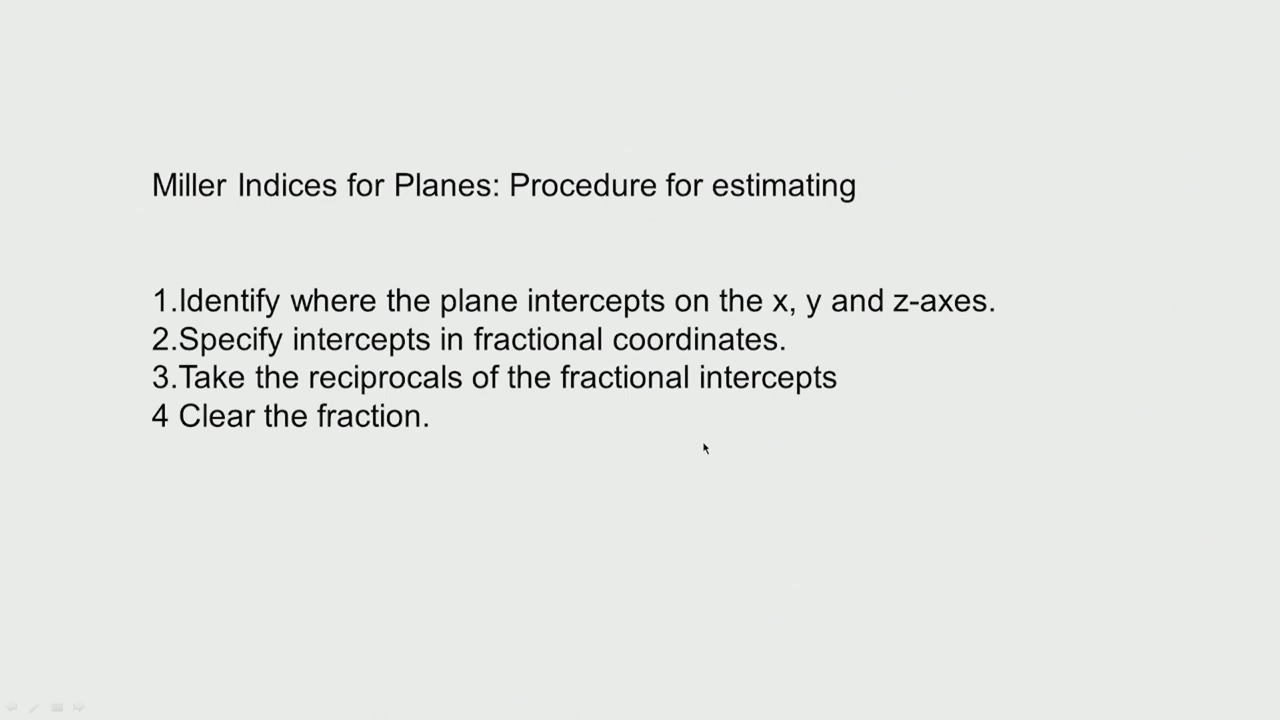 Miller Indices for Planes: Procedure for estimating
1.Identify where the plane intercepts on the x, y and z-axes.
2.Specify intercepts in fractional coordinates.
3.Take the reciprocals of the fractional intercepts
4 Clear the fraction.